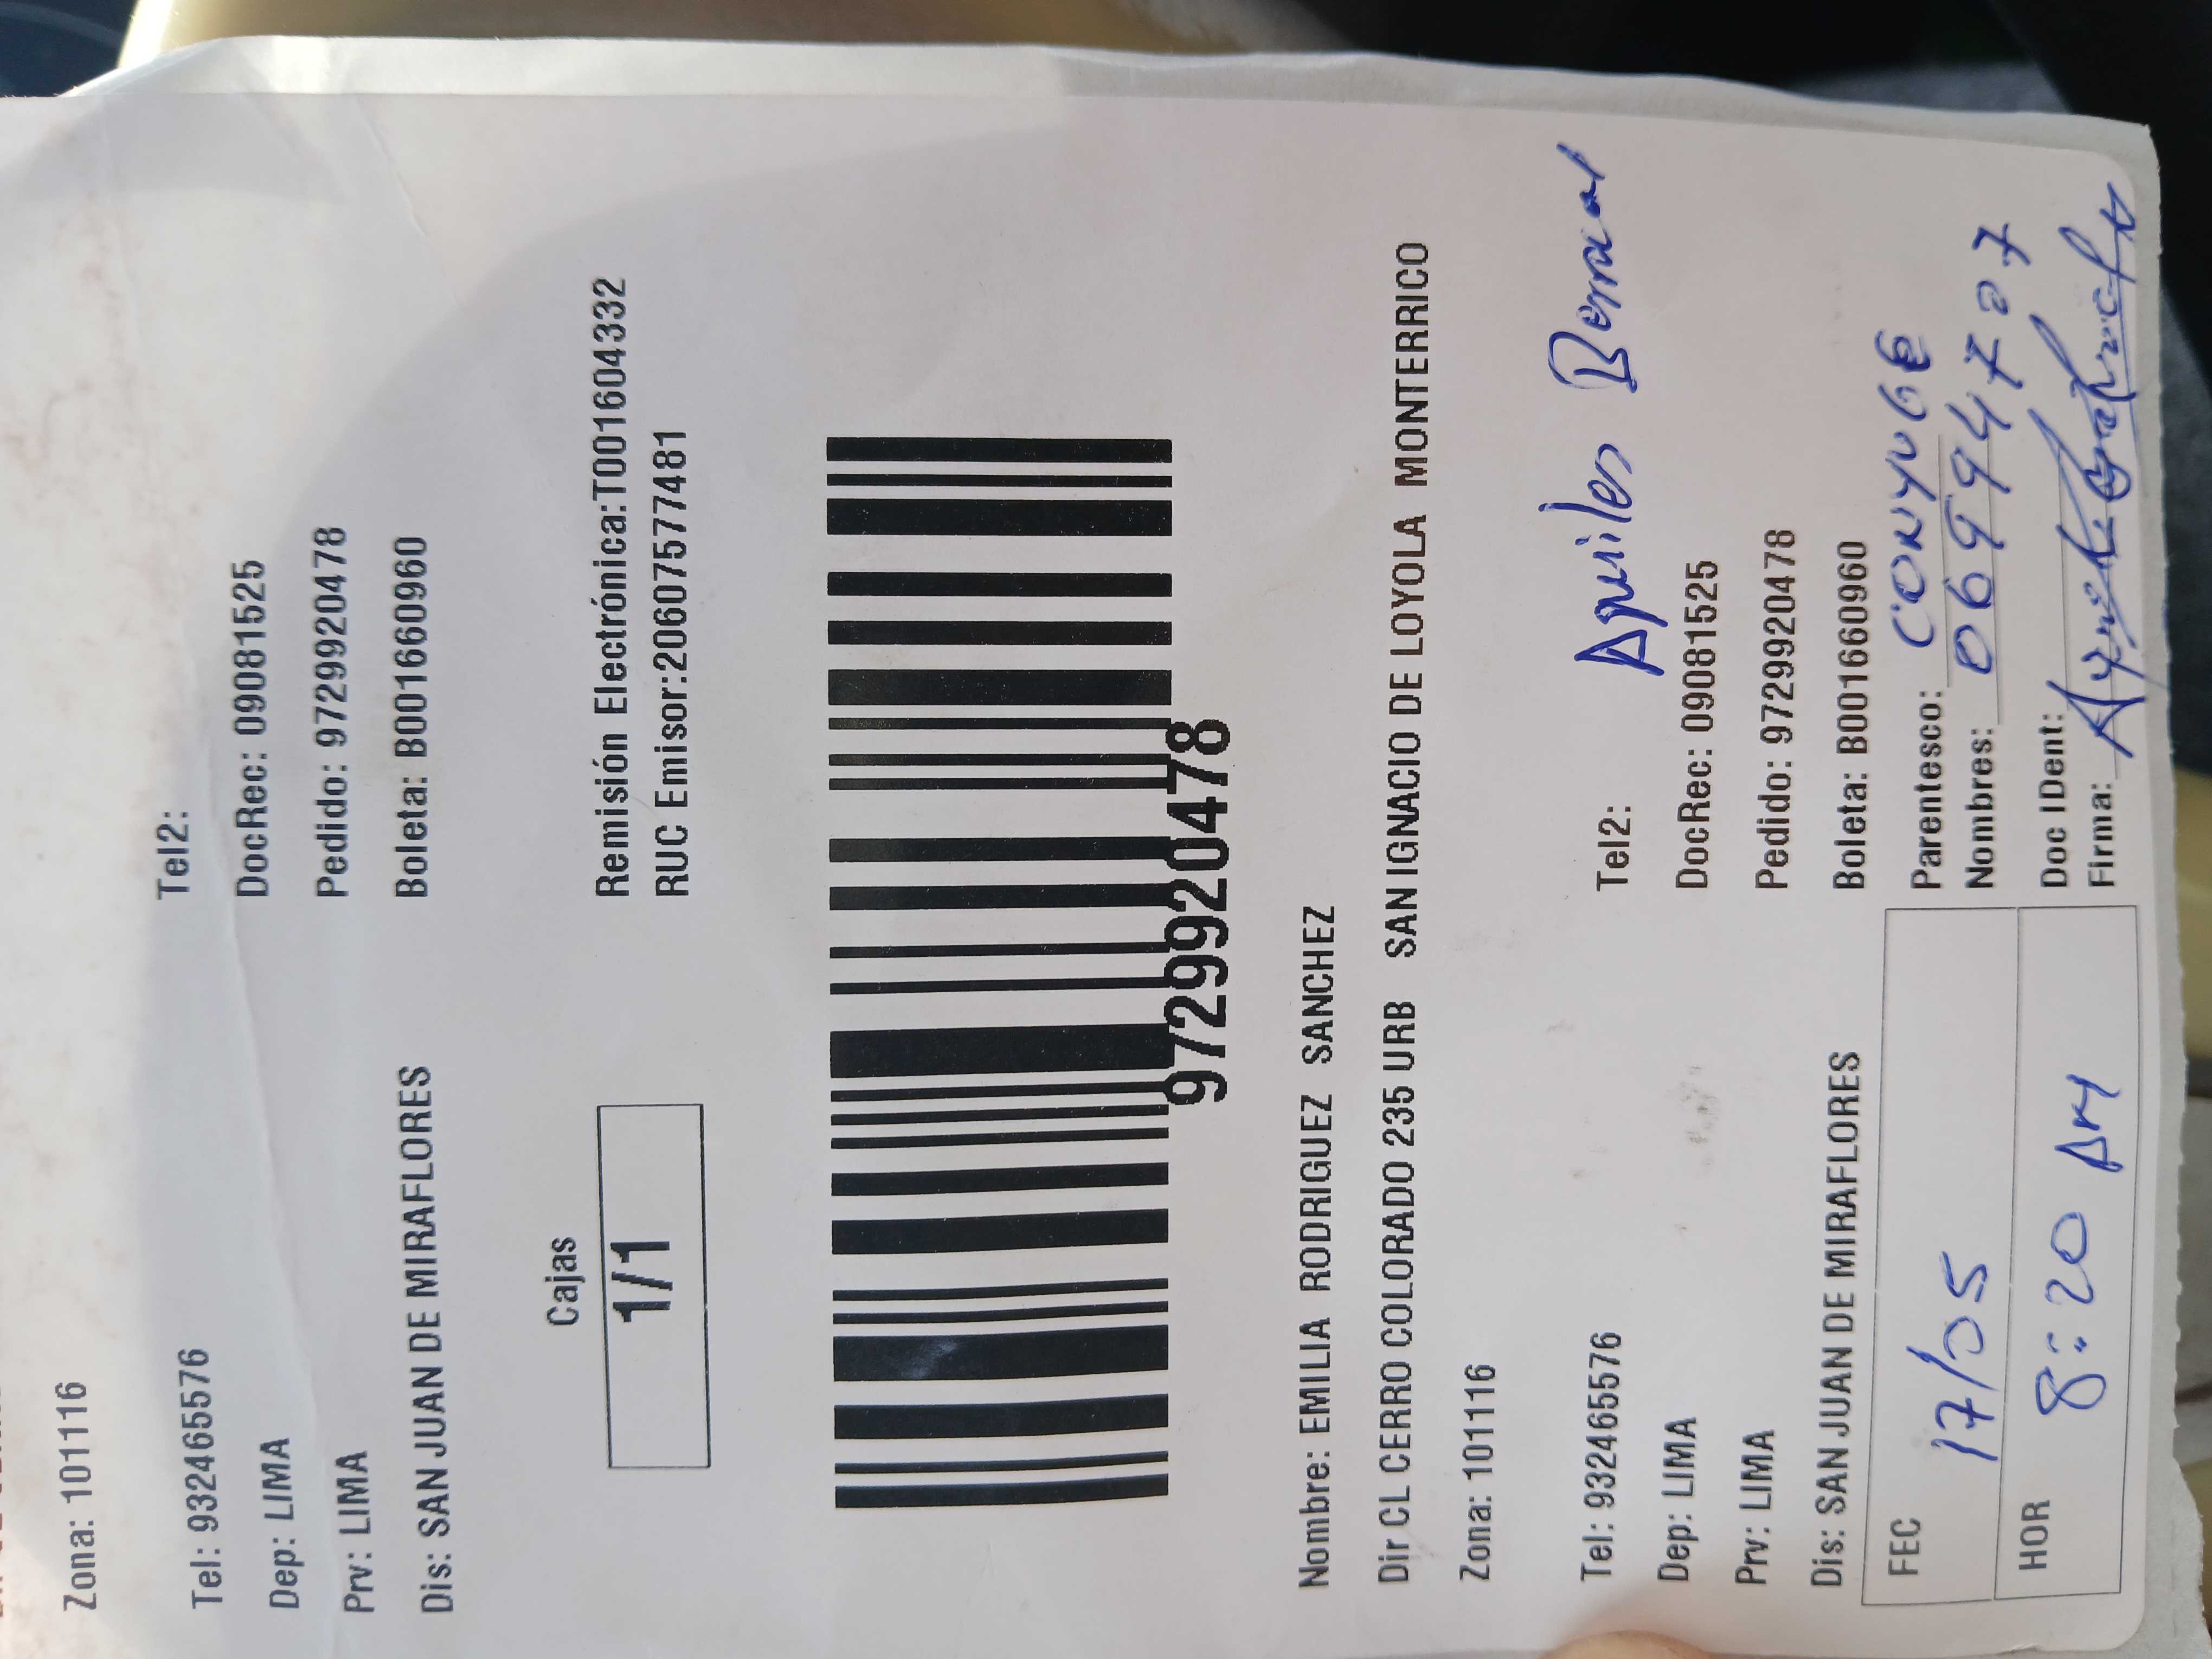 Zona: 101116
Tel: 932465576 Tel2:
Dep: LIMA DocRec: 09081525
Prv: LIMA Pedido: 972992047​8
Dis: SAN JUAN DE MIRAFLORES Boleta: B001660960
Cajas
1/1
Remisión Electrónica:T001604332
RUC Emisor:20607577481
9729920478
Nombre: EMILIA RODRIGUEZ SANCHEZ
Dir CL CERRO COLORADO 235 URB SAN IGNACIO DE LOYOLA MONTERRICO
Zona: 101116
Aquiles
Tel: 932465576 Tel2:
Dep: LIMA DocRec: 09081525
Prv: LIMA Pedido: 9729920478
Dis: SAN JUAN DE MIRAFLORES Boleta: B001660960
FEC 17/05 Parentesco: CONYUGE
Nombres:
HOR 8:20 AM Doc IDent:
Firma: